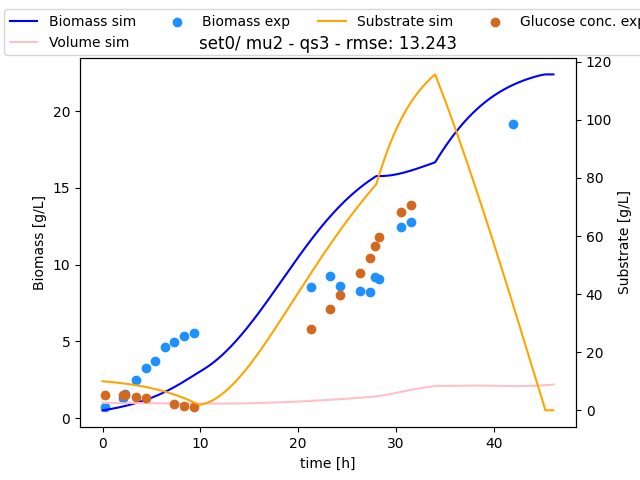 Biomass sim Biomass exp Substrate sim Glucose conc. exp
Volume sim
set0/ mu2 - qs3 - rmse: 13.243
120
20
100
15
80
60
10
40
5
20
0
0
Biomass [g/L]
Substrate [g/L]
0 10 20 30 40
time [h]